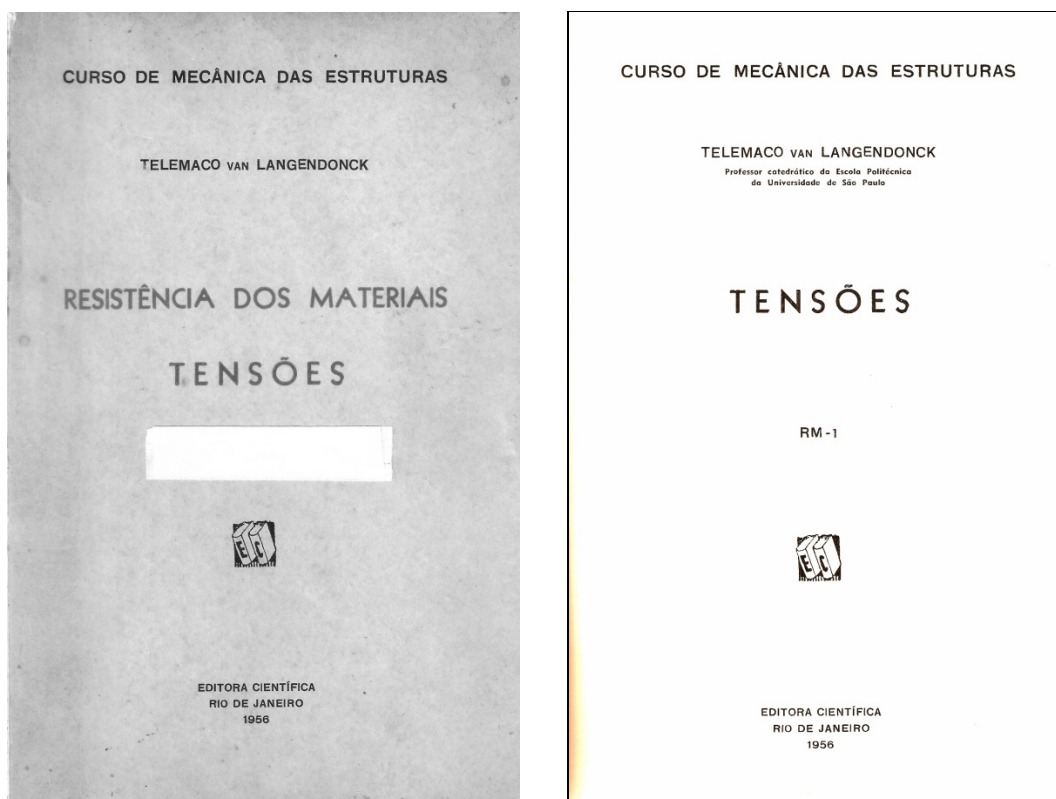 CURSO DE MECÂNICA DAS ESTRUTURAS
TELEMACO VAN LANGENDONCK
RESISTÊNCIA DOS MATERIAIS
TENSÕES
EC
EDITORA CIENTÍFICA
RIO DE JANEIRO
1956
CURSO DE MECÂNICA DAS ESTRUTURAS
TELEMACO VAN LANGENDONCK
Professor catedrático da Escola Politécnica
da Universidade de São Paulo
TENSÕES
RM-1
EC
EDITORA CIENTÍFICA
RIO DE JANEIRO
1956